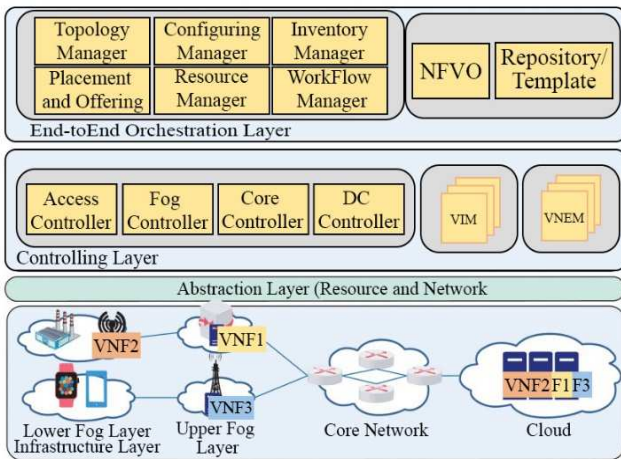 Topology
Manager
Configuring
Manager
Inventory
Manager
Placement
and Offering
Resource
Manager
WorkFlow
Manager
NFVO
Repository/
Template
End-toEnd Orchestration Layer
Access
Controller
Fog
Controller
Core
Controller
DC
Controller
VIM
VNEM
Controlling Layer
Abstraction Layer (Resource and Network
VNF2
VNF1
VNF3
VNF2
F1
F3
Lower Fog Layer
Infrastructure Layer
Upper Fog
Layer
Core Network
Cloud